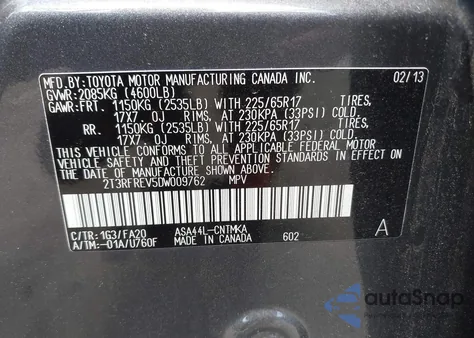 MFD.BY:TOYOTA MOTOR MANUFACTURING CANADA INC. 02/13
GVWR:2085KG (4600LB)
GAWR:FRT. 1150KG (2535LB) WITH 225/65R17 TIRES,
17X7 OJ RIMS, AT 230KPA (33PSI) COLD.
RR. 1150KG (2535LB) WITH 225/65R17 TIRES,
17X7 OJ RIMS, AT 230KPA (33PSI) COLD.
THIS VEHICLE CONFORMS TO ALL APPLICABLE FEDERAL MOTOR
VEHICLE SAFETY AND THEFT PREVENTION STANDARDS IN EFFECT
ON THE DATE OF MANUFACTURE SHOWN ABOVE.
2T3RFREV5DW009762 MPV
C/TR:1G3/FA20 ASA44L-CNTMKA
A/TM:-01A/U760F MADE IN CANADA 602 A
autoSnap